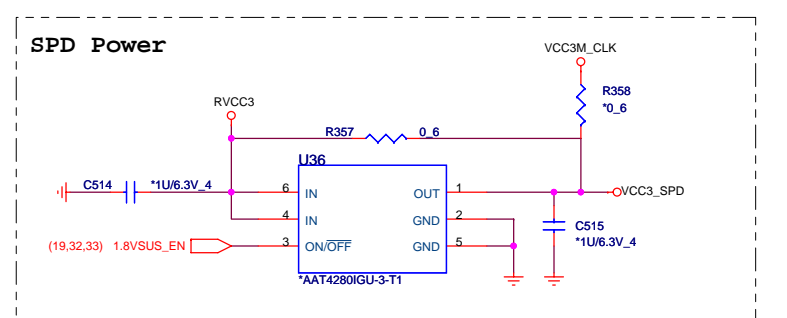 SPD Power
VCC3M_CLK
R358
*0_6
RVCC3
R357
0_6
U36
C514
*1U/6.3V_4
6
IN
OUT
1
VCC3_SPD
4
IN
GND
2
C515
*1U/6.3V_4
(19,32,33)
1.8VSUS_EN
3
ON/OFF
GND
5
*AAT4280IGU-3-T1